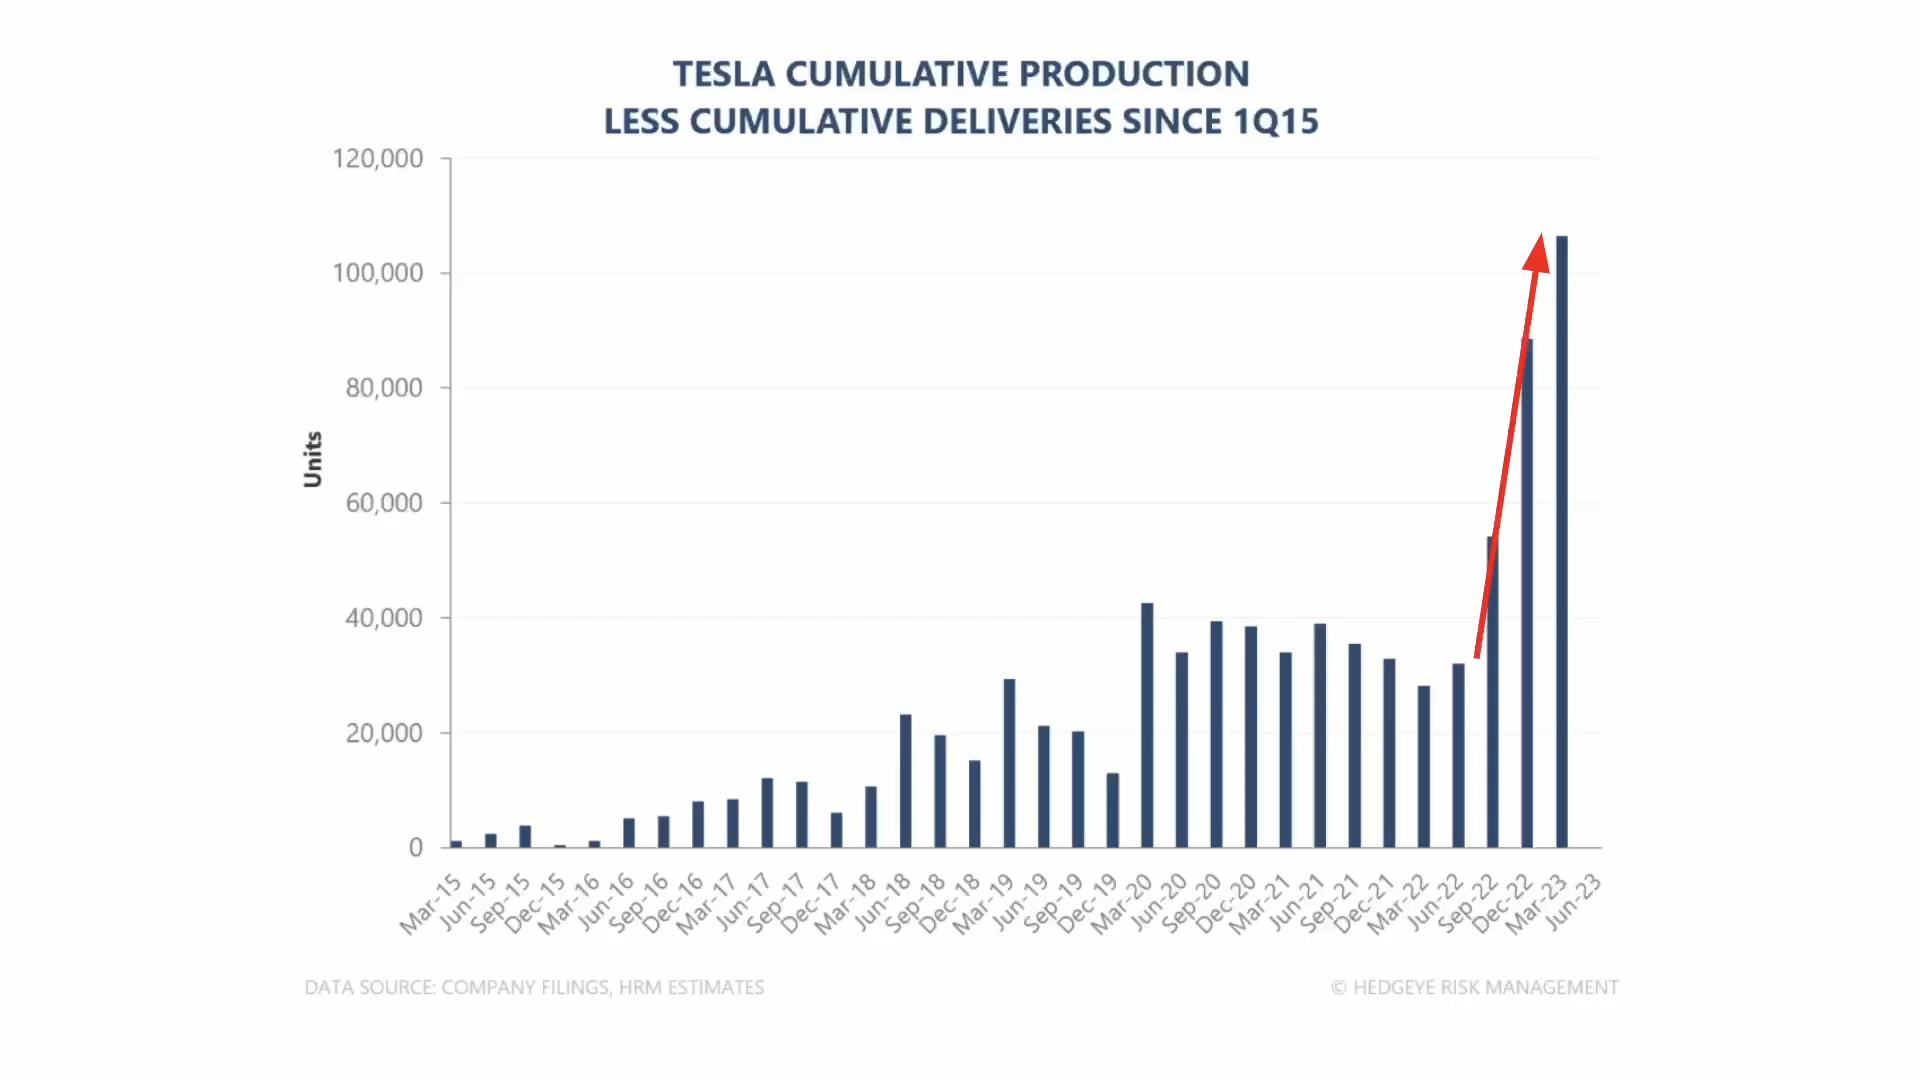 TESLA CUMULATIVE PRODUCTION
LESS CUMULATIVE DELIVERIES SINCE 1Q15
120,000
100,000
80,000
60,000
40,000
20,000
0
Units
Mar-15
Jun-15
Sep-15
Dec-15
Mar-16
Jun-16
Sep-16
Dec-16
Mar-17
Jun-17
Sep-17
Dec-17
Mar-18
Jun-18
Sep-18
Dec-18
Mar-19
Jun-19
Sep-19
Dec-19
Mar-20
Jun-20
Sep-20
Dec-20
Mar-21
Jun-21
Sep-21
Dec-21
Mar-22
Jun-22
Sep-22
Dec-22
Mar-23
Jun-23
DATA SOURCE: COMPANY FILINGS, HRM ESTIMATES
© HEDGEYE RISK MANAGEMENT